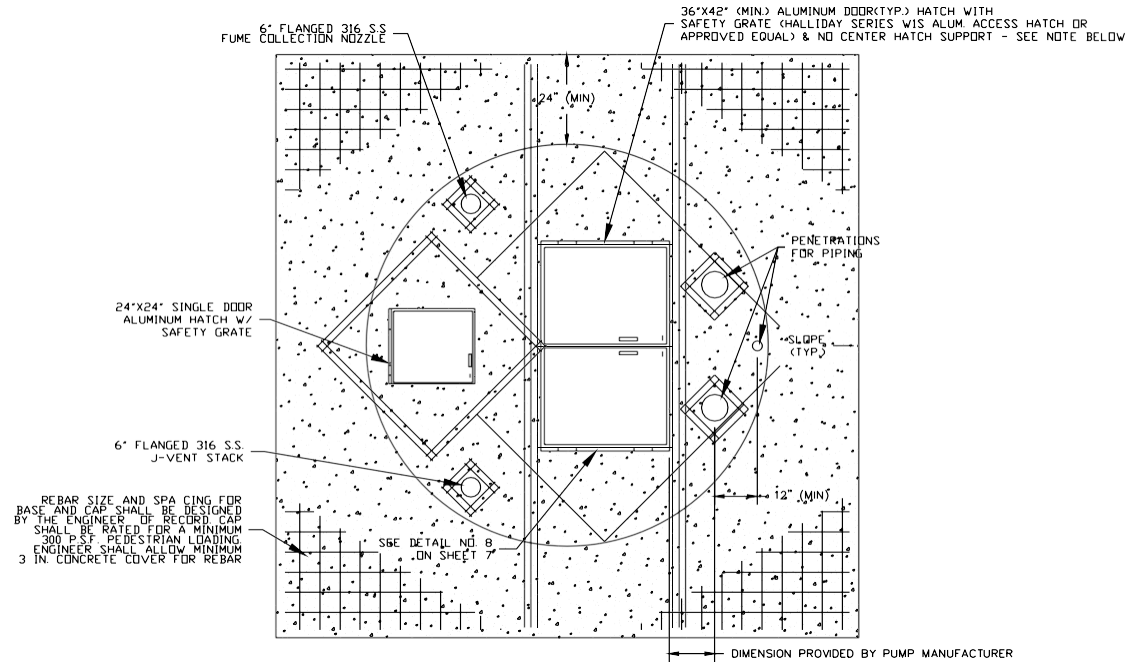 36"X42" (MIN.) ALUMINUM DOOR(TYP.) HATCH WITH
SAFETY GRATE (HALLIDAY SERIES W1S ALUM. ACCESS HATCH OR
APPROVED EQUAL) & NO CENTER HATCH SUPPORT - SEE NOTE BELOW
6" FLANGED 316 S.S
FUME COLLECTION NOZZLE
24" (MIN)
PENETRATIONS
FOR PIPING
24"X24" SINGLE DOOR
ALUMINUM HATCH W/
SAFETY GRATE
SLOPE
(TYP.)
6" FLANGED 316 S.S.
J-VENT STACK
REBAR SIZE AND SPA CING FOR
BASE AND CAP SHALL BE DESIGNED
BY THE ENGINEER OF RECORD. CAP
SHALL BE RATED FOR A MINIMUM
300 P.S.F. PEDESTRIAN LOADING.
ENGINEER SHALL ALLOW MINIMUM
3 IN. CONCRETE COVER FOR REBAR
12" (MIN)
SEE DETAIL NO. 8
ON SHEET 7
DIMENSION PROVIDED BY PUMP MANUFACTURER